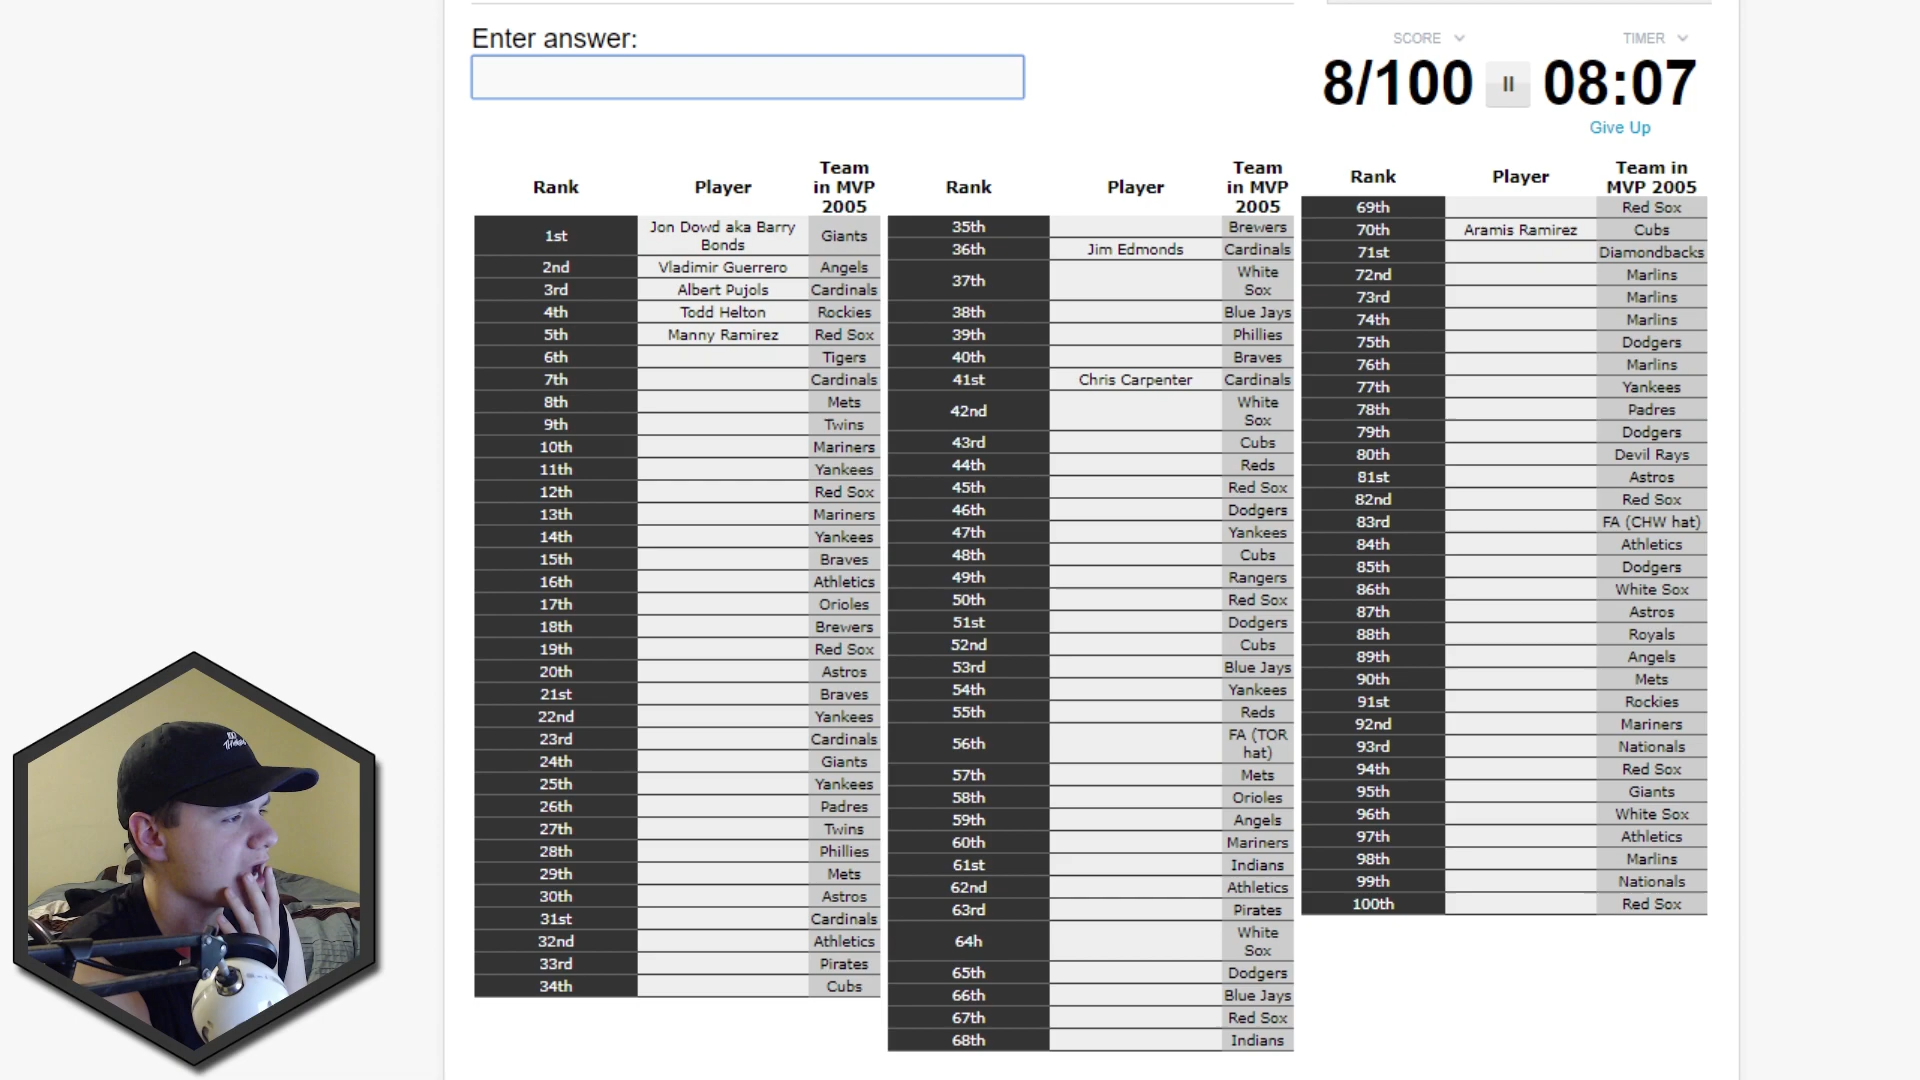 Enter answer:
SCORE
TIMER
8/100
08:07
Give Up
Rank Player Team in MVP 2005
1st Jon Dowd aka Barry Bonds Giants
2nd Vladimir Guerrero Angels
3rd Albert Pujols Cardinals
4th Todd Helton Rockies
5th Manny Ramirez Red Sox
6th Tigers
7th Cardinals
8th Mets
9th Twins
10th Mariners
11th Yankees
12th Red Sox
13th Mariners
14th Yankees
15th Braves
16th Athletics
17th Orioles
18th Brewers
19th Red Sox
20th Astros
21st Braves
22nd Yankees
23rd Cardinals
24th Giants
25th Yankees
26th Padres
27th Twins
28th Phillies
29th Mets
30th Astros
31st Cardinals
32nd Athletics
33rd Pirates
34th Cubs
Rank Player Team in MVP 2005
35th Brewers
36th Jim Edmonds Cardinals
37th White Sox
38th Blue Jays
39th Phillies
40th Braves
41st Chris Carpenter Cardinals
42nd White Sox
43rd Cubs
44th Reds
45th Red Sox
46th Dodgers
47th Yankees
48th Cubs
49th Rangers
50th Red Sox
51st Dodgers
52nd Cubs
53rd Blue Jays
54th Yankees
55th Reds
56th FA (TOR hat)
57th Mets
58th Orioles
59th Angels
60th Mariners
61st Indians
62nd Athletics
63rd Pirates
64h White Sox
65th Dodgers
66th Blue Jays
67th Red Sox
68th Indians
Rank Player Team in MVP 2005
69th Red Sox
70th Aramis Ramirez Cubs
71st Diamondbacks
72nd Marlins
73rd Marlins
74th Marlins
75th Dodgers
76th Marlins
77th Yankees
78th Padres
79th Dodgers
80th Devil Rays
81st Astros
82nd Red Sox
83rd FA (CHW hat)
84th Athletics
85th Dodgers
86th White Sox
87th Astros
88th Royals
89th Angels
90th Mets
91st Rockies
92nd Mariners
93rd Nationals
94th Red Sox
95th Giants
96th White Sox
97th Athletics
98th Marlins
99th Nationals
100th Red Sox